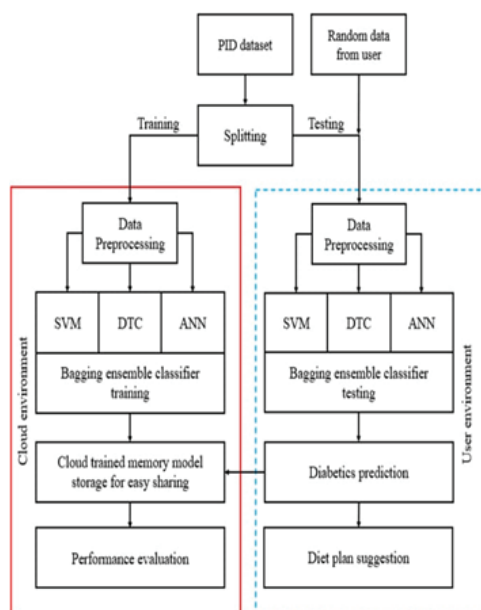 PID dataset
Random data
from user
Training
Splitting
Testing
Cloud environment
Data
Preprocessing
SVM
DTC
ANN
Bagging ensemble classifier
training
Cloud trained memory model
storage for easy sharing
Performance evaluation
User environment
Data
Preprocessing
SVM
DTC
ANN
Bagging ensemble classifier
testing
Diabetics prediction
Diet plan suggestion